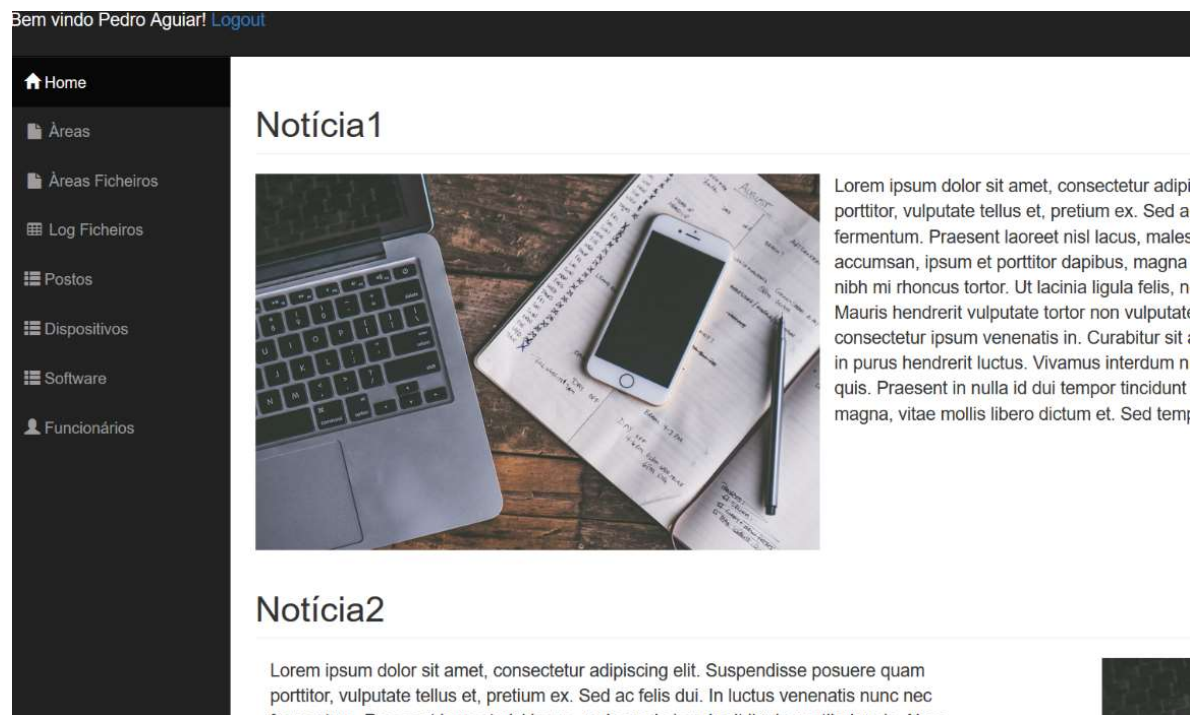 Bem vindo Pedro Aguiar! Logout
Home
Àreas
Àreas Ficheiros
Log Ficheiros
Postos
Dispositivos
Software
Funcionários
Notícia1
Lorem ipsum dolor sit amet, consectetur
porttitor, vulputate tellus et, pretium ex. Sed
fermentum. Praesent laoreet nisl lacus,
accumsan, ipsum et porttitor dapibus, magna
nibh mi rhoncus tortor. Ut lacinia ligula felis,
Mauris hendrerit vulputate tortor non
consectetur ipsum venenatis in. Curabitur sit
in purus hendrerit luctus. Vivamus interdum
quis. Praesent in nulla id dui tempor tincidunt
magna, vitae mollis libero dictum et. Sed
AUGUST
Notícia2
Lorem ipsum dolor sit amet, consectetur adipiscing elit. Suspendisse posuere quam
porttitor, vulputate tellus et, pretium ex. Sed ac felis dui. In luctus venenatis nunc nec